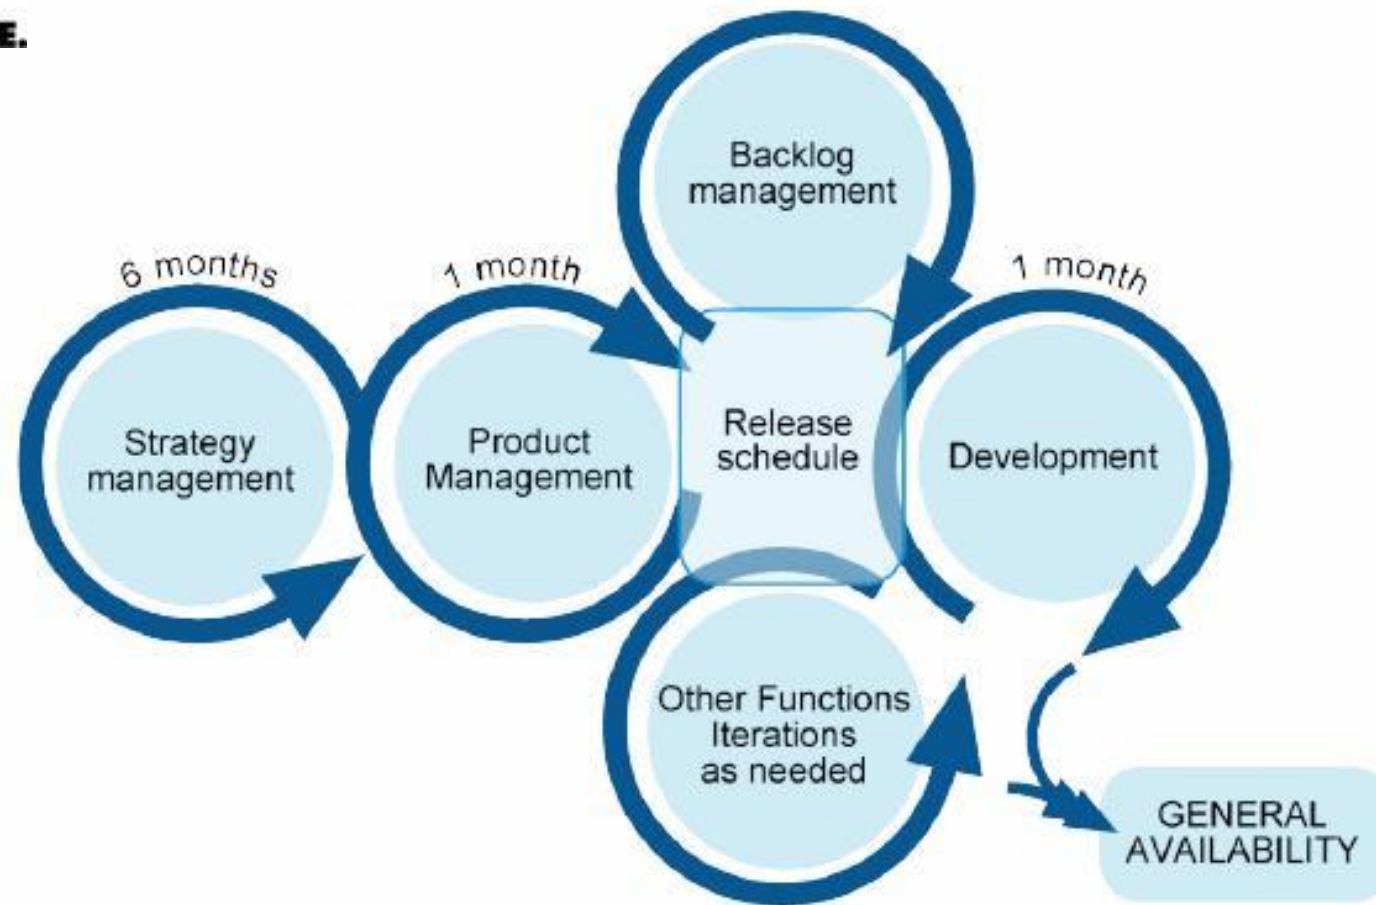 E.
Backlog
management
6 months
1 month
1 month
Strategy
management
Product
Management
Release
schedule
Development
Other Functions
Iterations
as needed
GENERAL
AVAILABILITY